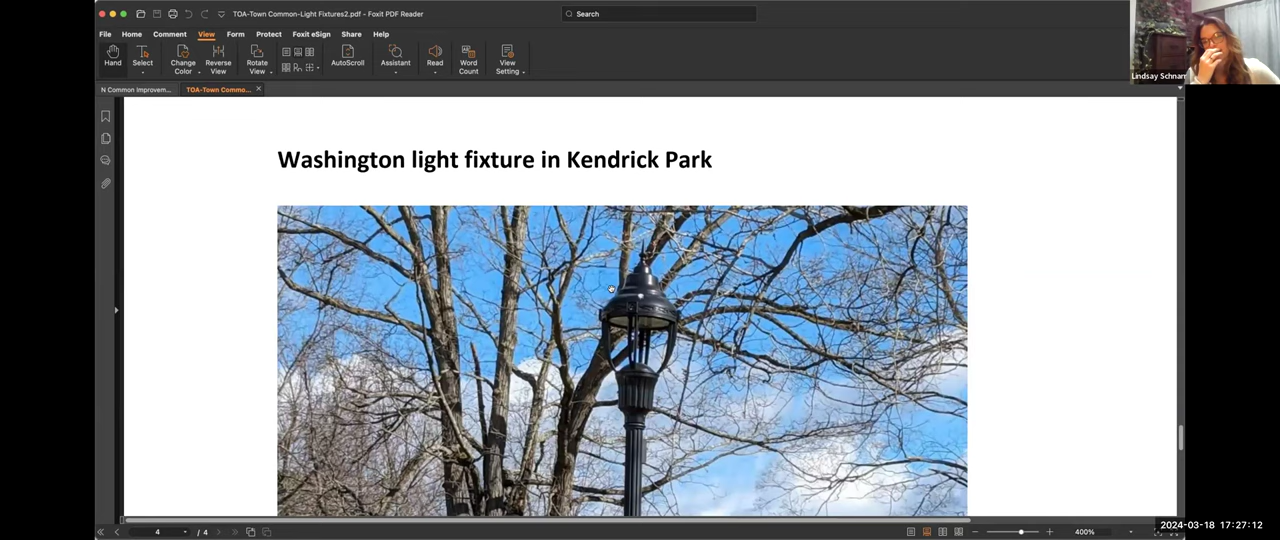 TOA-Town Common-Light Fixtures2.pdf - Foxit PDF Reader
Search
File Home Comment View Form Protect Foxit eSign Share Help
Hand Select Change Color Reverse View Rotate View AutoScroll Assistant Read Word Count View Setting
N Common Improvem... TOA-Town Commo...
Lindsay Schnarr
Washington light fixture in Kendrick Park
4 / 4
400%
2024-03-18 17:27:12